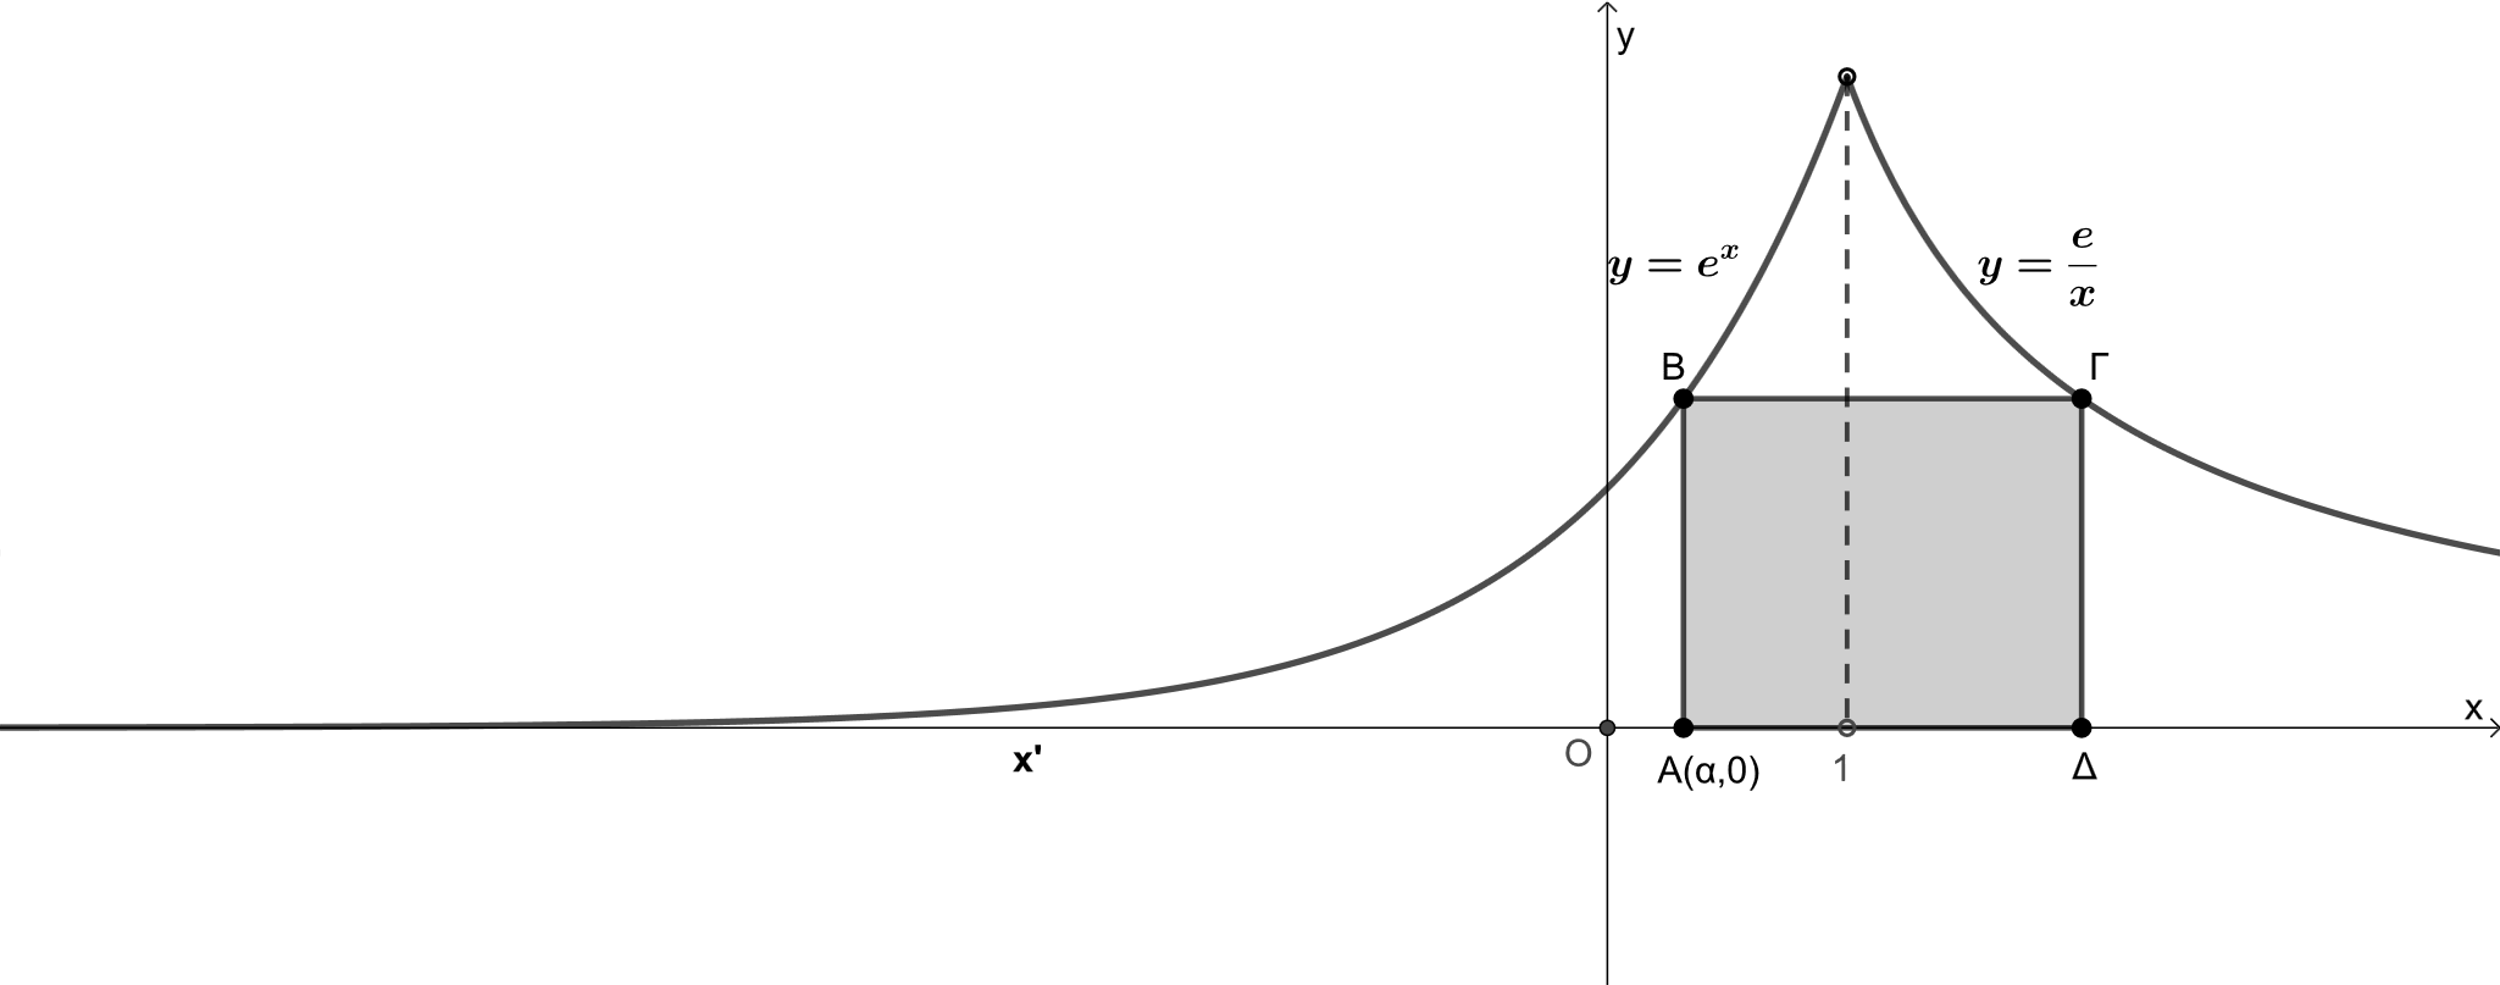 y
y = e^x
y = e/x
Β Γ
x
x'
Ο Α(α,0) 1 Δ